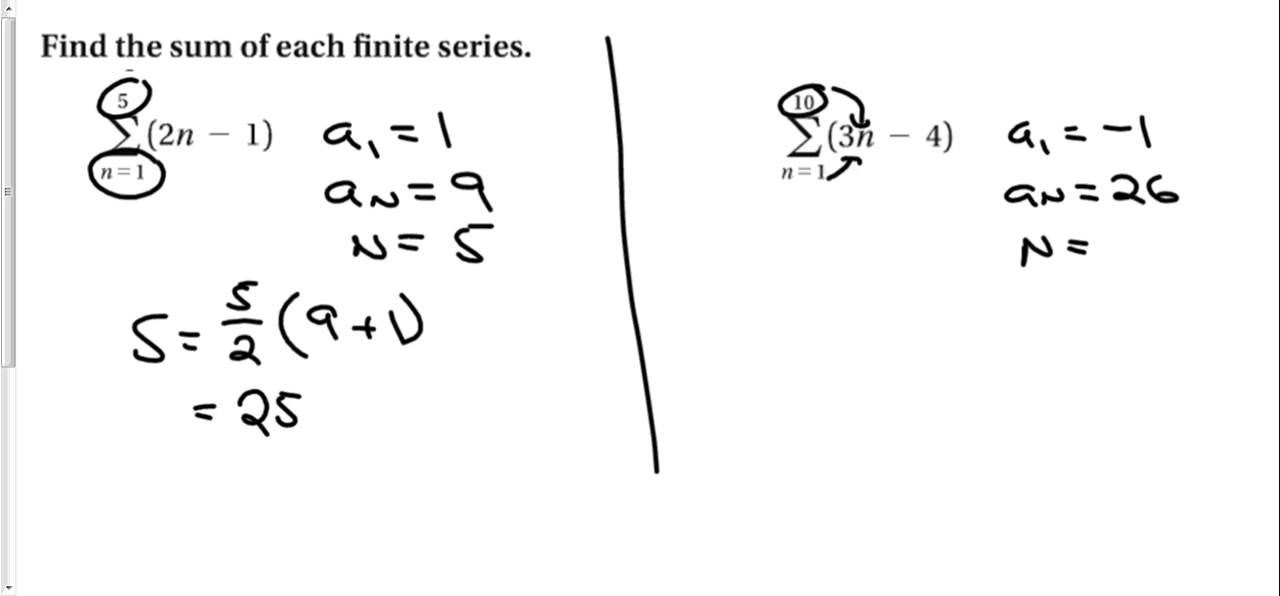 Find the sum of each finite series.
5
∑(2n − 1)
n=1
a₁ = 1
aN = 9
N = 5
S = 5/2 (9 + 1)
= 25
10
∑(3n − 4)
n=1
a₁ = −1
aN = 26
N =